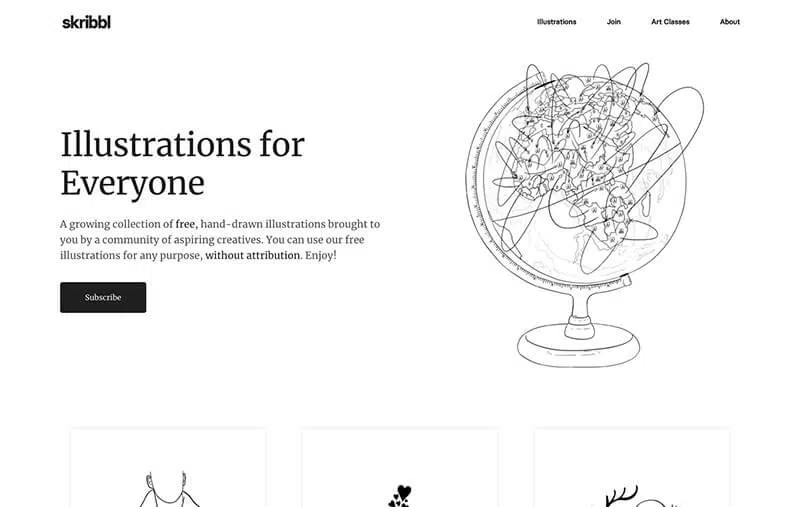 skribbl
Illustrations Join Art Classes About
Illustrations for
Everyone
A growing collection of free, hand-drawn illustrations brought to
you by a community of aspiring creatives. You can use our free
illustrations for any purpose, without attribution. Enjoy!
Subscribe